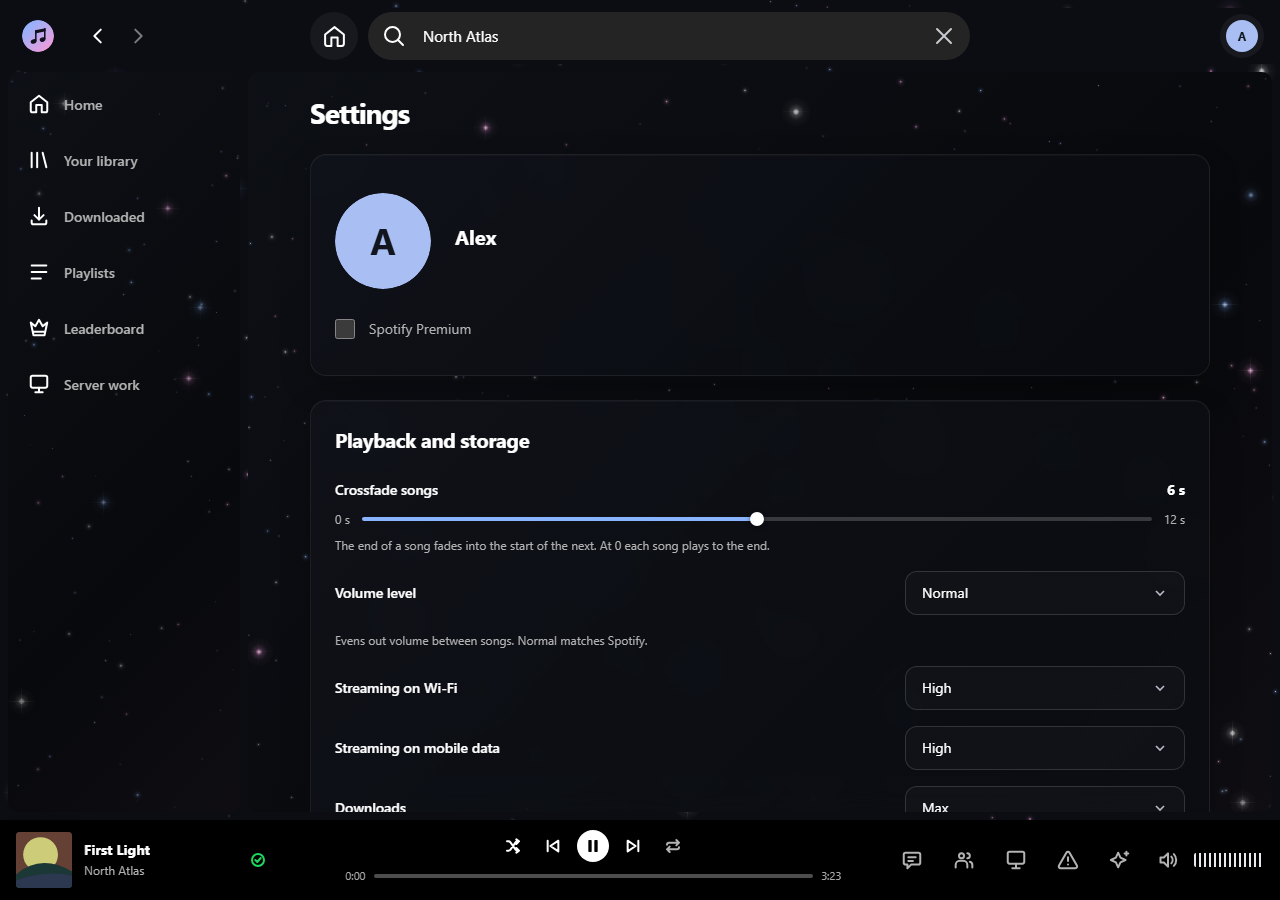 North Atlas
A
Home
Your library
Downloaded
Playlists
Leaderboard
Server work
Settings
A
Alex
Spotify Premium
Playback and storage
Crossfade songs
6 s
0 s
12 s
The end of a song fades into the start of the next. At 0 each song plays to the end.
Volume level
Normal
Evens out volume between songs. Normal matches Spotify.
Streaming on Wi-Fi
High
Streaming on mobile data
High
Downloads
Max
First Light
North Atlas
0:00
3:23